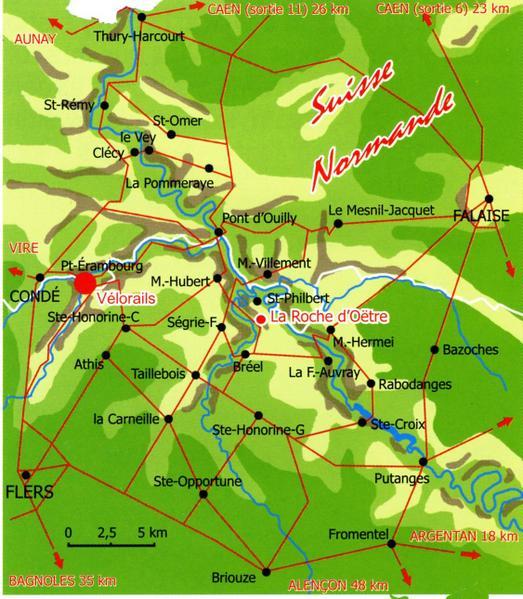 CAEN (sortie 11) 26 km
CAEN (sortie 6) 23 km
AUNAY
Thury-Harcourt
Suisse
Normande
St-Rémy
St-Omer
le Vey
Clécy
La Pommeraye
Pont d'Ouilly
Le Mesnil-Jacquet
FALAISE
VIRE
Pt-Érambourg
M.-Villement
CONDÉ
Vélorails
M.-Hubert
St-Philbert
Ste-Honorine-C
Ségrie-F
La Roche d'Oëtre
M.-Hermei
Athis
Taillebois
Bréel
La F.-Auvray
Bazoches
Rabodanges
la Carneille
Ste-Honorine-G
Ste-Croix
FLERS
Ste-Opportune
Putanges
0 2,5 5 km
Fromentel
ARGENTAN 18 km
BAGNOLES 35 km
Briouze
ALENÇON 48 km